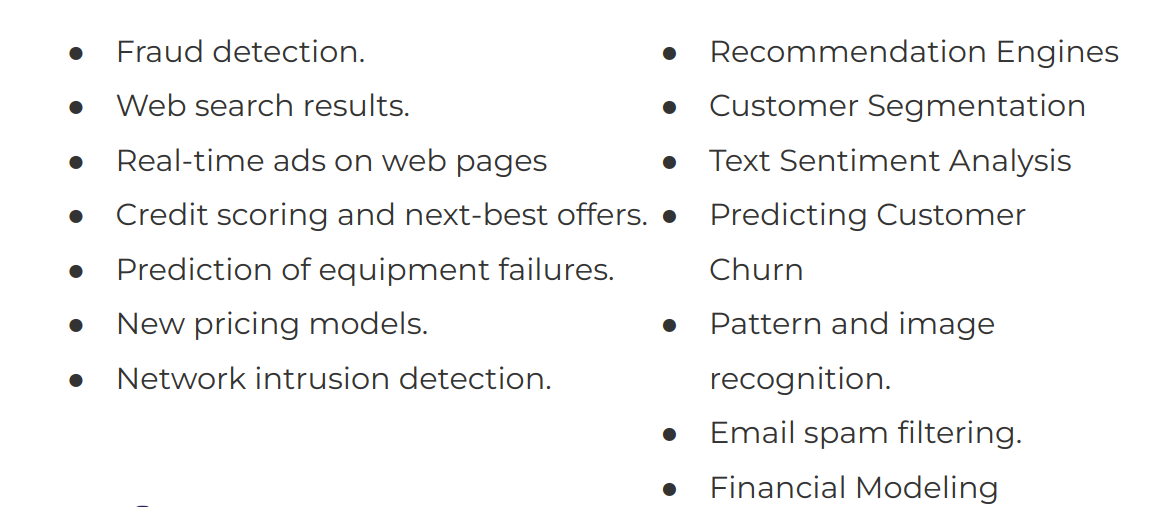 ● Fraud detection.
● Web search results.
● Real-time ads on web pages
● Credit scoring and next-best offers.
● Prediction of equipment failures.
● New pricing models.
● Network intrusion detection.
● Recommendation Engines
● Customer Segmentation
● Text Sentiment Analysis
● Predicting Customer
Churn
● Pattern and image
recognition.
● Email spam filtering.
● Financial Modeling